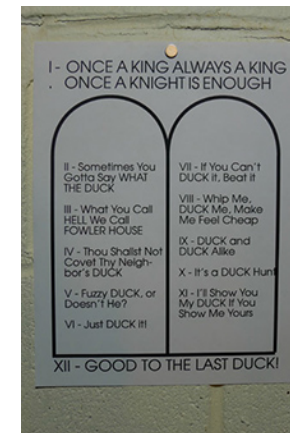 I - ONCE A KING ALWAYS A KING
. ONCE A KNIGHT IS ENOUGH
II - Sometimes You
Gotta Say WHAT
THE DUCK
III - What You Call
HELL We Call
FOWLER HOUSE
IV - Thou Shallst Not
Covet Thy Neigh-
bor's DUCK
V - Fuzzy DUCK, or
Doesn't He?
VI - Just DUCK it!
VII - If You Can't
DUCK it, Beat it
VIII - Whip Me,
DUCK Me, Make
Me Feel Cheap
IX - DUCK and
DUCK Alike
X - It's a DUCK Hunt
XI - I'll Show You
My DUCK If You
Show Me Yours
XII - GOOD TO THE LAST DUCK!